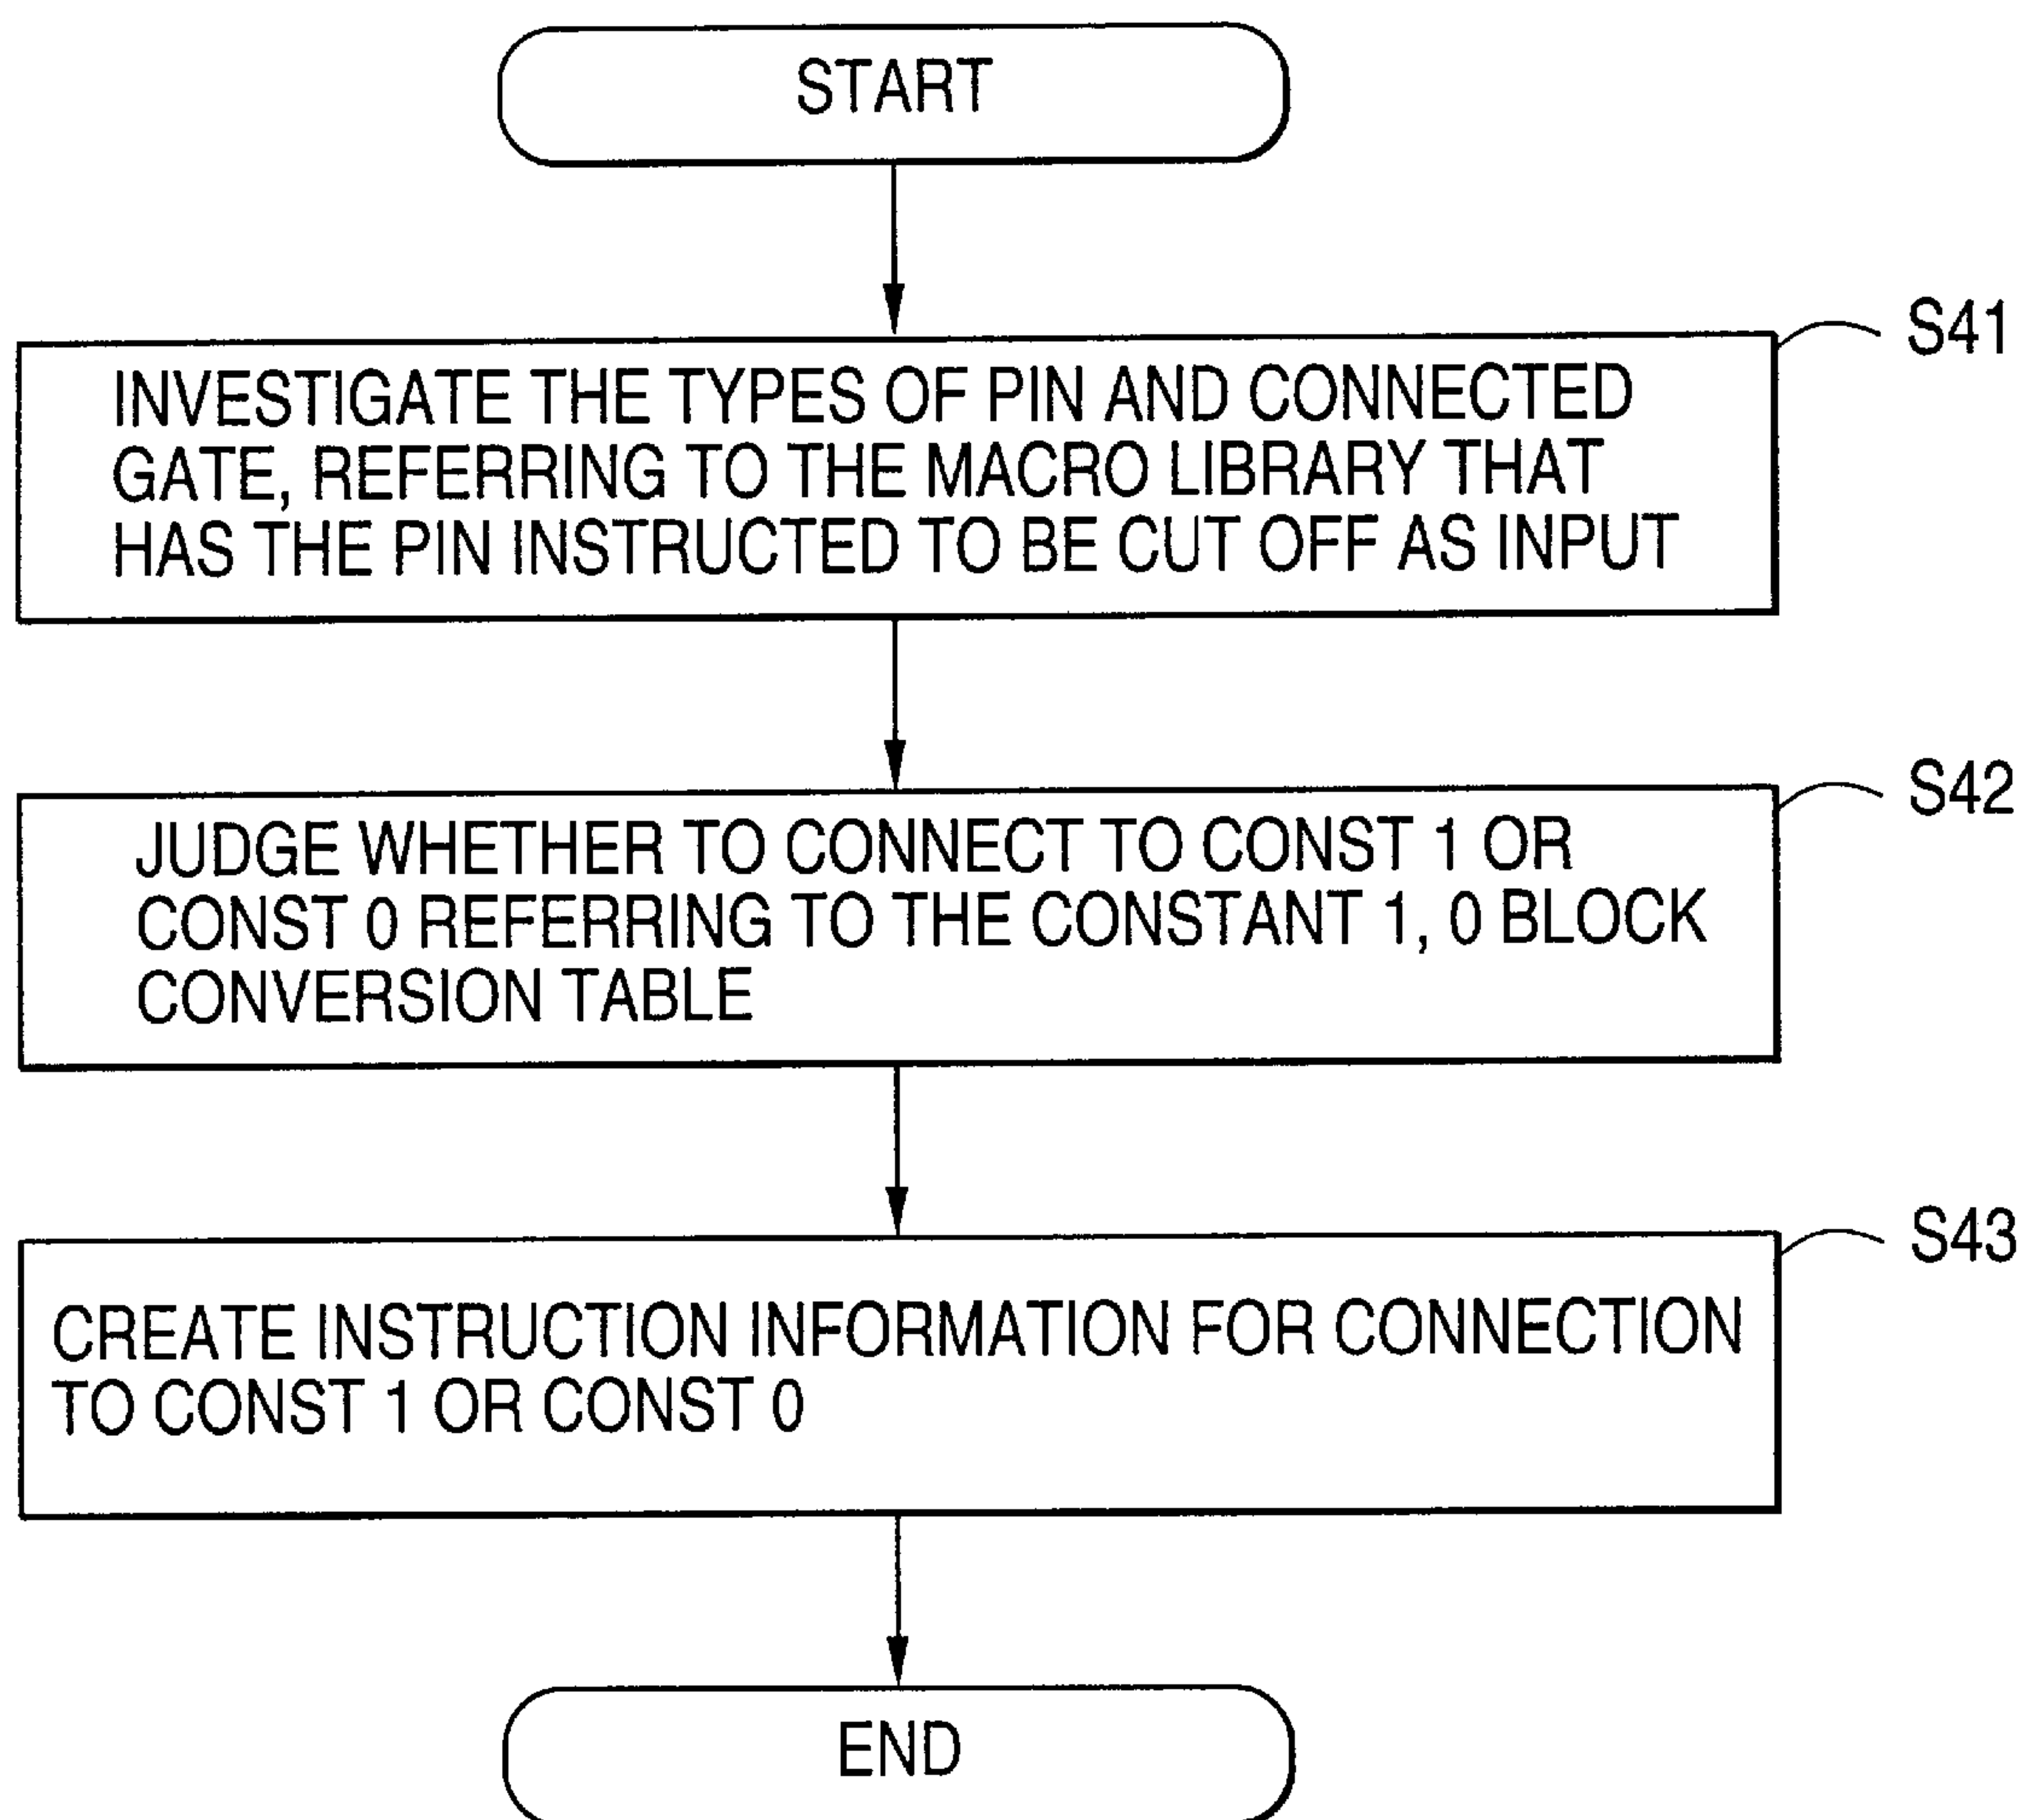 START
S41
INVESTIGATE THE TYPES OF PIN AND CONNECTED
GATE, REFERRING TO THE MACRO LIBRARY THAT
HAS THE PIN INSTRUCTED TO BE CUT OFF AS INPUT
S42
JUDGE WHETHER TO CONNECT TO CONST 1 OR
CONST 0 REFERRING TO THE CONSTANT 1, 0 BLOCK
CONVERSION TABLE
S43
CREATE INSTRUCTION INFORMATION FOR CONNECTION
TO CONST 1 OR CONST 0
END